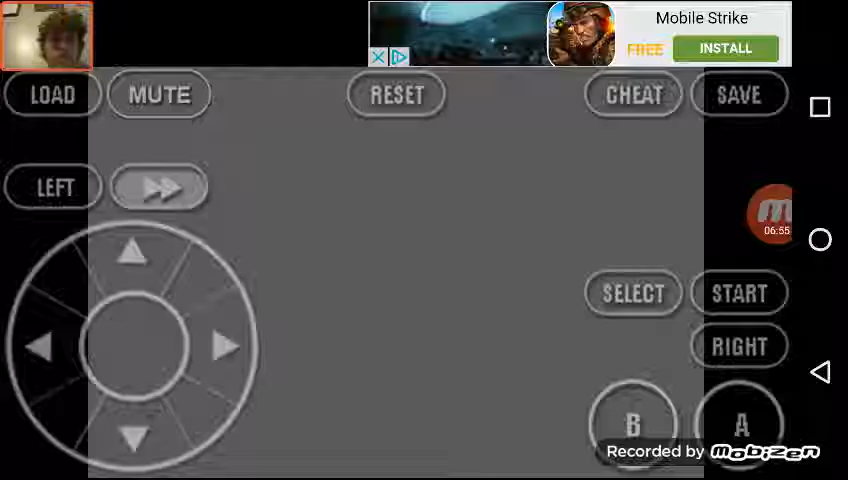 Mobile Strike
FREE INSTALL
LOAD MUTE RESET CHEAT SAVE
LEFT
06:55
SELECT START
RIGHT
B A
Recorded by mobizen